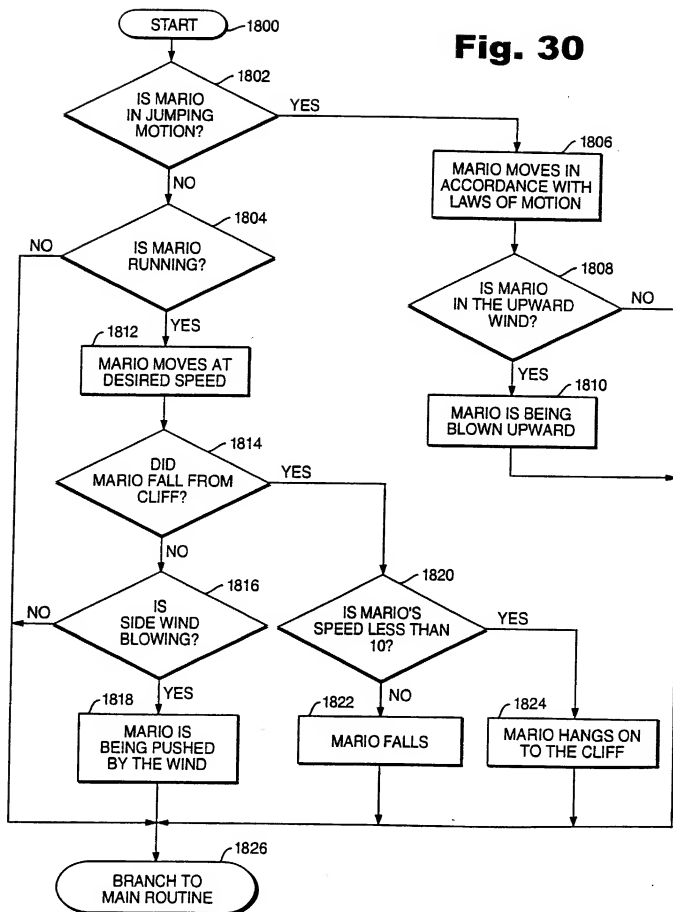 START
1800
Fig. 30
1802
IS MARIO
IN JUMPING
MOTION?
YES
NO
1806
MARIO MOVES IN
ACCORDANCE WITH
LAWS OF MOTION
1804
NO
IS MARIO
RUNNING?
YES
1808
IS MARIO
IN THE UPWARD
WIND?
NO
YES
1812
MARIO MOVES AT
DESIRED SPEED
1810
MARIO IS BEING
BLOWN UPWARD
1814
DID
MARIO FALL FROM
CLIFF?
YES
NO
1816
NO
IS
SIDE WIND
BLOWING?
YES
1820
IS MARIO'S
SPEED LESS THAN
10?
YES
NO
1818
MARIO IS
BEING PUSHED
BY THE WIND
1822
MARIO FALLS
1824
MARIO HANGS ON
TO THE CLIFF
1826
BRANCH TO
MAIN ROUTINE